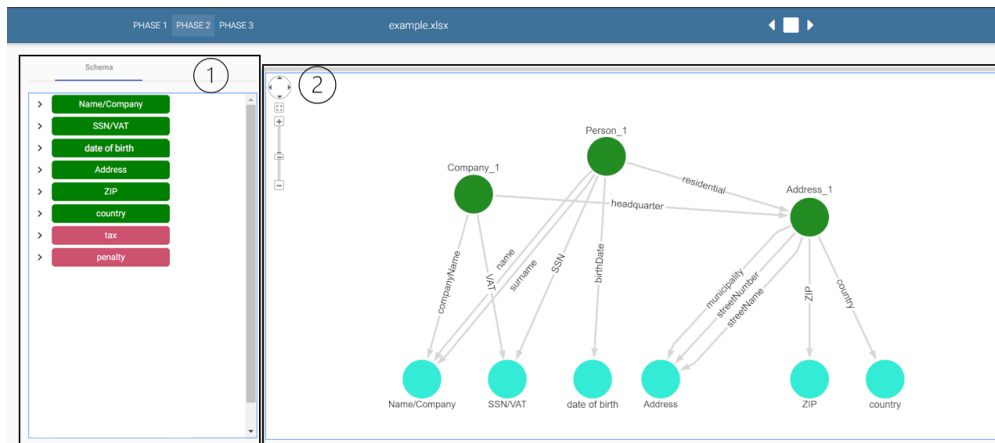 PHASE 1 PHASE 2 PHASE 3 example.xlsx
Schema
1
2
Name/Company
SSN/VAT
date of birth
Address
ZIP
country
tax
penalty
Person_1
Company_1
Address_1
residential
headquarter
companyName
VAT
name
surname
SSN
birthDate
municipality
streetNumber
streetName
ZIP
country
Name/Company
SSN/VAT
date of birth
Address
ZIP
country